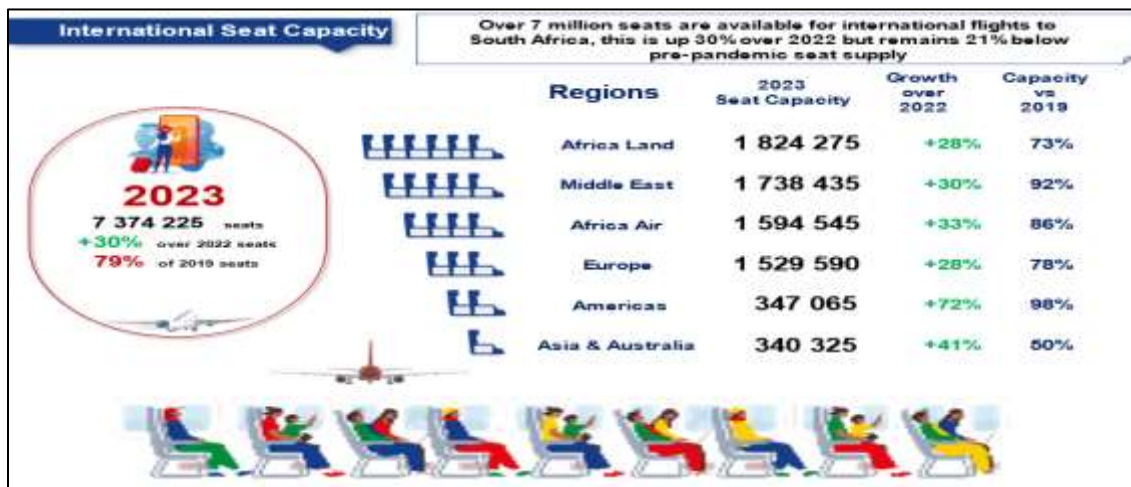 International Seat Capacity
Over 7 million seats are available for international flights to
South Africa, this is up 30% over 2022 but remains 21% below
pre-pandemic seat supply
Regions
2023
Seat Capacity
Growth
over
2022
Capacity
vs
2019
2023
7 374 225 seats
+30% over 2022 seats
79% of 2019 seats
Africa Land 1 824 275 +28% 73%
Middle East 1 738 435 +30% 92%
Africa Air 1 594 545 +33% 86%
Europe 1 529 590 +28% 78%
Americas 347 065 +72% 98%
Asia & Australia 340 325 +41% 50%